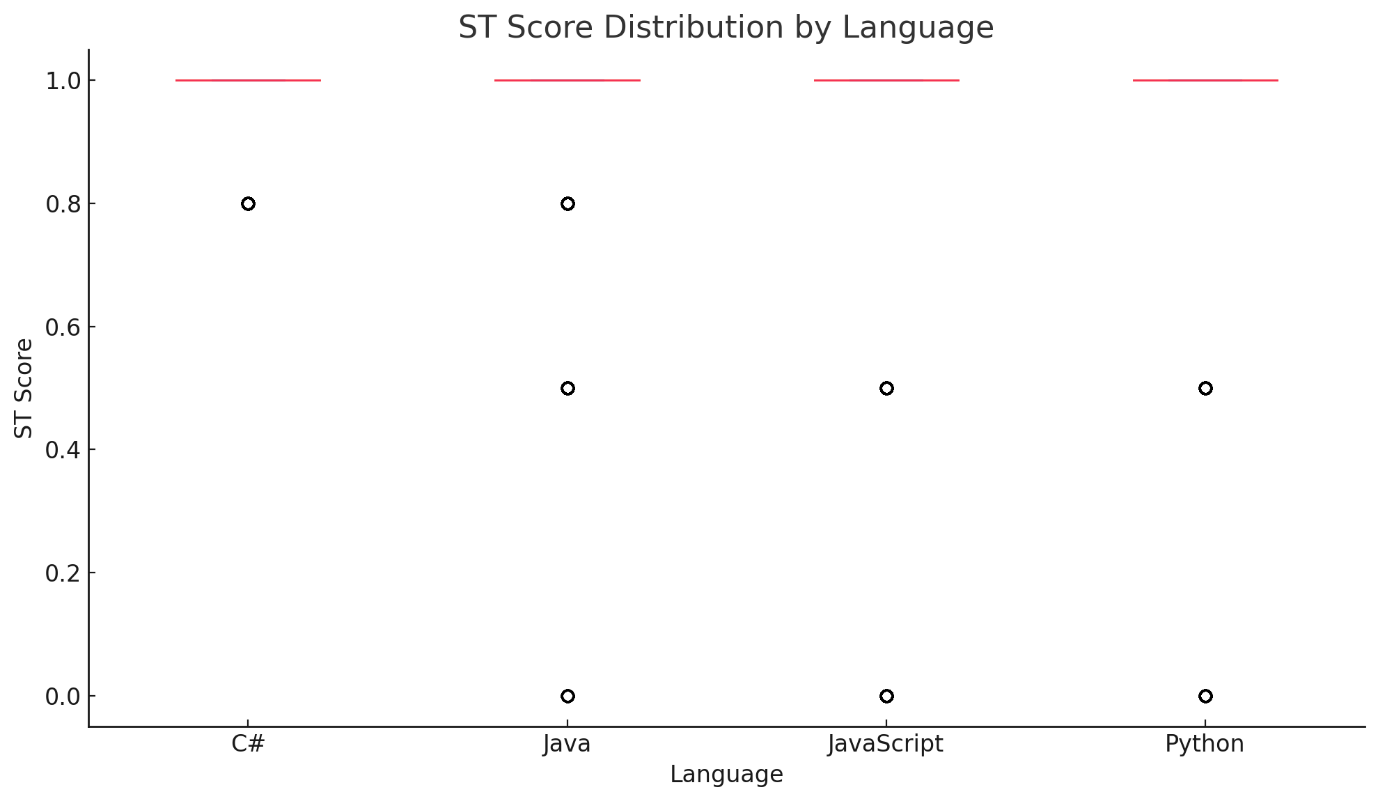 ST Score Distribution by Language
1.0
0.8
0.6
0.4
0.2
0.0
ST Score
C# Java JavaScript Python
Language